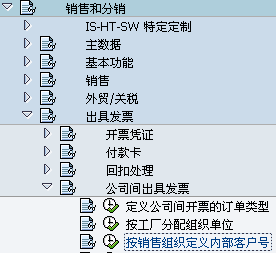 销售和分销
IS-HT-SW 特定定制
主数据
基本功能
销售
外贸/关税
出具发票
开票凭证
付款卡
回扣处理
公司间出具发票
定义公司间开票的订单类型
按工厂分配组织单位
按销售组织定义内部客户号